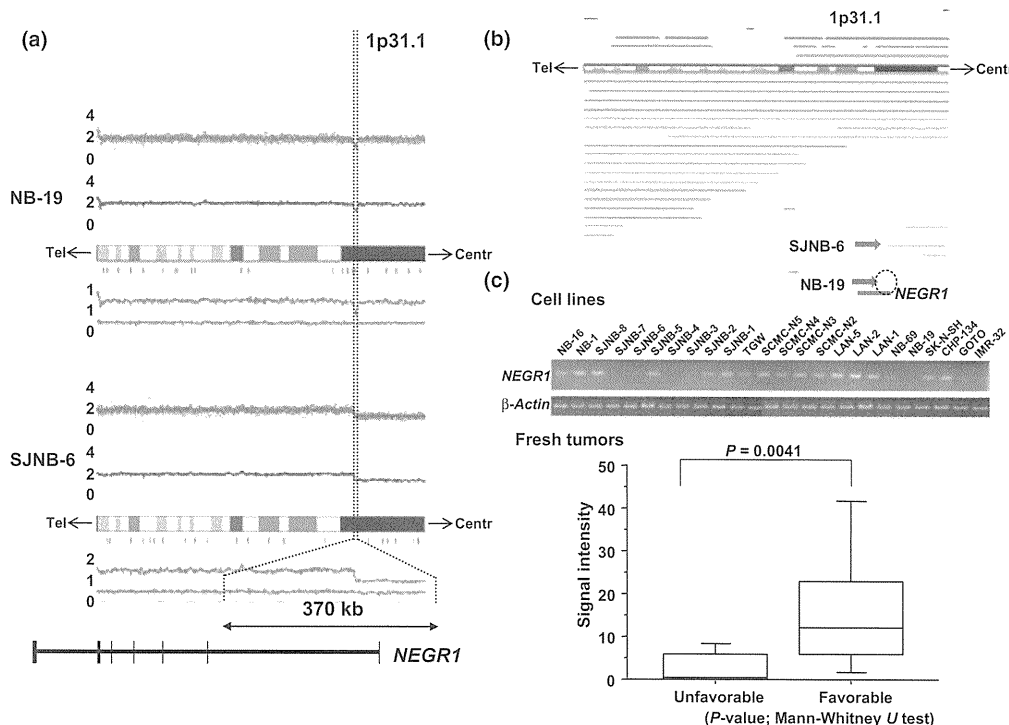 (a)
1p31.1
4
2
0
4
NB-19
2
0
Tel
Centr
1
1
0
4
2
0
4
SJNB-6
2
0
Tel
Centr
2
1
0
370 kb
NEGR1
(b)
1p31.1
Tel
Centr
SJNB-6
NB-19
NEGR1
(c)
Cell lines
NB-16
NB-1
SJNB-8
SJNB-7
SJNB-6
SJNB-5
SJNB-4
SJNB-3
SJNB-2
SJNB-1
TGW
SCMC-N5
SCMC-N4
SCMC-N3
SCMC-N2
LAN-5
LAN-2
LAN-1
NB-69
NB-19
SK-N-SH
CHP-134
GOTO
IMR-32
NEGR1
β-Actin
Fresh tumors
P = 0.0041
Signal intensity
50
40
30
20
10
0
Unfavorable
Favorable
(P-value; Mann-Whitney U test)